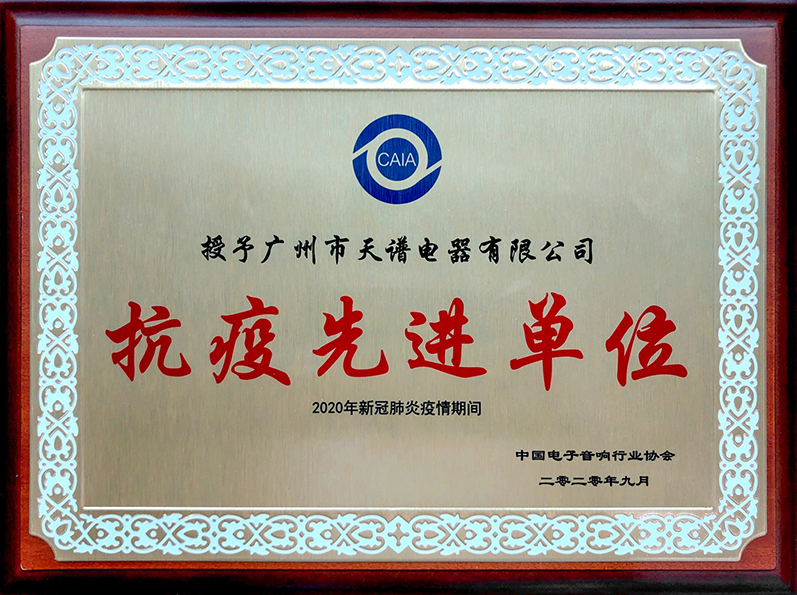 CAIA
授予广州市天谱电器有限公司
抗疫先进单位
2020年新冠肺炎疫情期间
中国电子音响行业协会
二零二零年九月